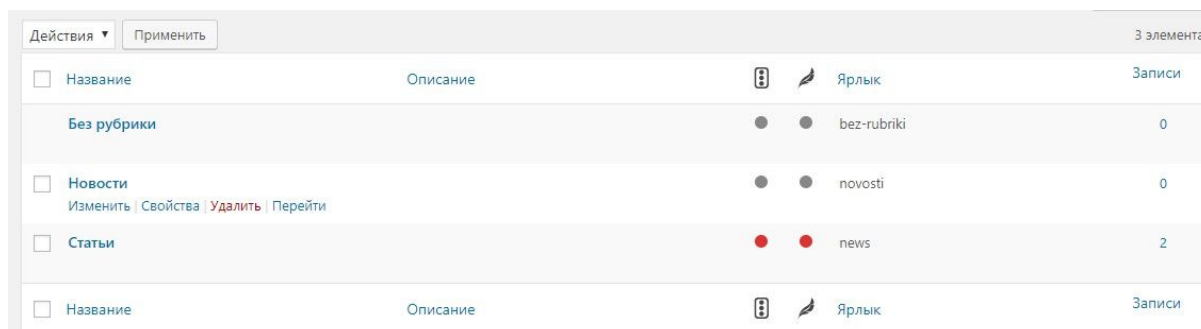 Действия ▼ Применить 3 элемента
Название Описание Ярлык Записи
Без рубрики bez-rubriki 0
Новости novosti 0
Изменить | Свойства | Удалить | Перейти
Статьи news 2
Название Описание Ярлык Записи